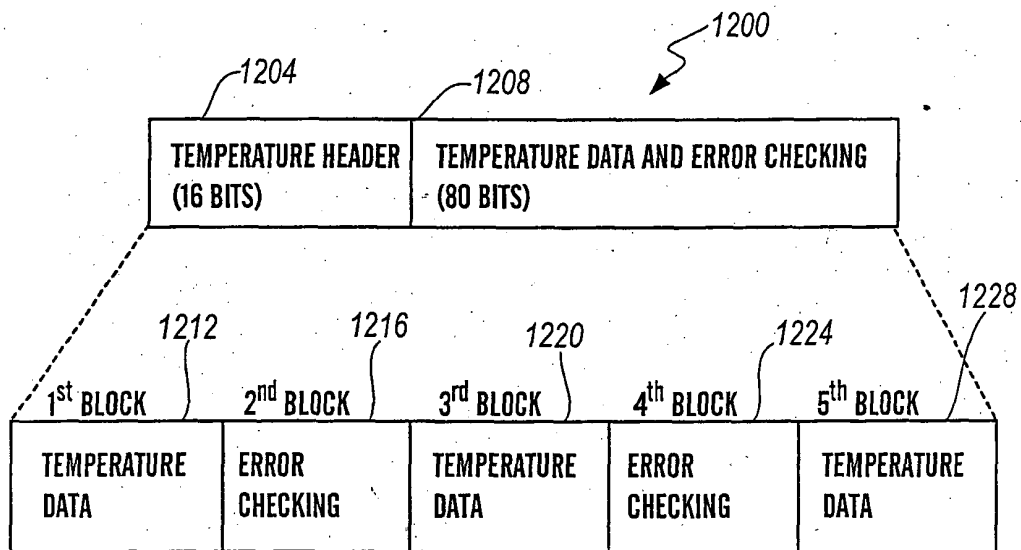 1200
1204
1208
TEMPERATURE HEADER
(16 BITS)
TEMPERATURE DATA AND ERROR CHECKING
(80 BITS)
1212
1216
1220
1224
1228
1st BLOCK
2nd BLOCK
3rd BLOCK
4th BLOCK
5th BLOCK
TEMPERATURE
DATA
ERROR
CHECKING
TEMPERATURE
DATA
ERROR
CHECKING
TEMPERATURE
DATA